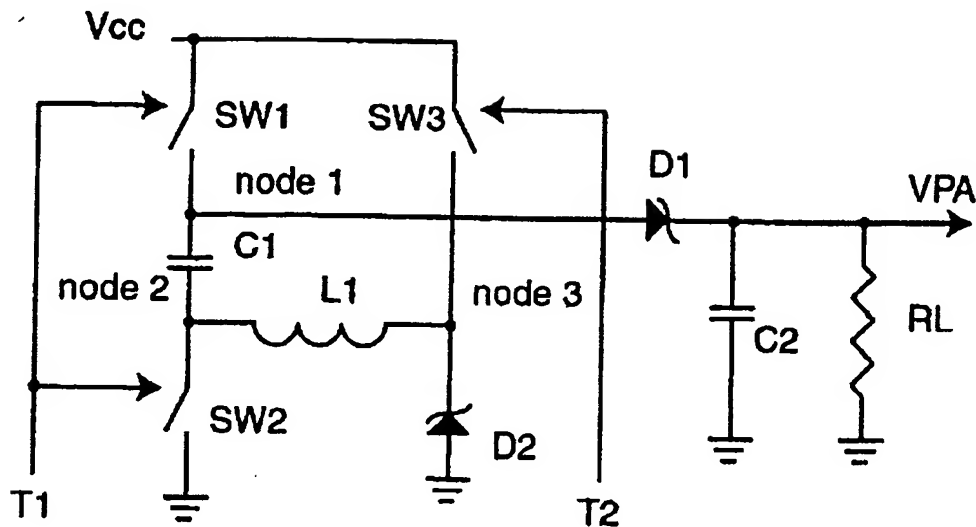 Vcc
SW1
SW3
node 1
D1
VPA
C1
node 2
L1
node 3
C2
RL
SW2
D2
T1
T2